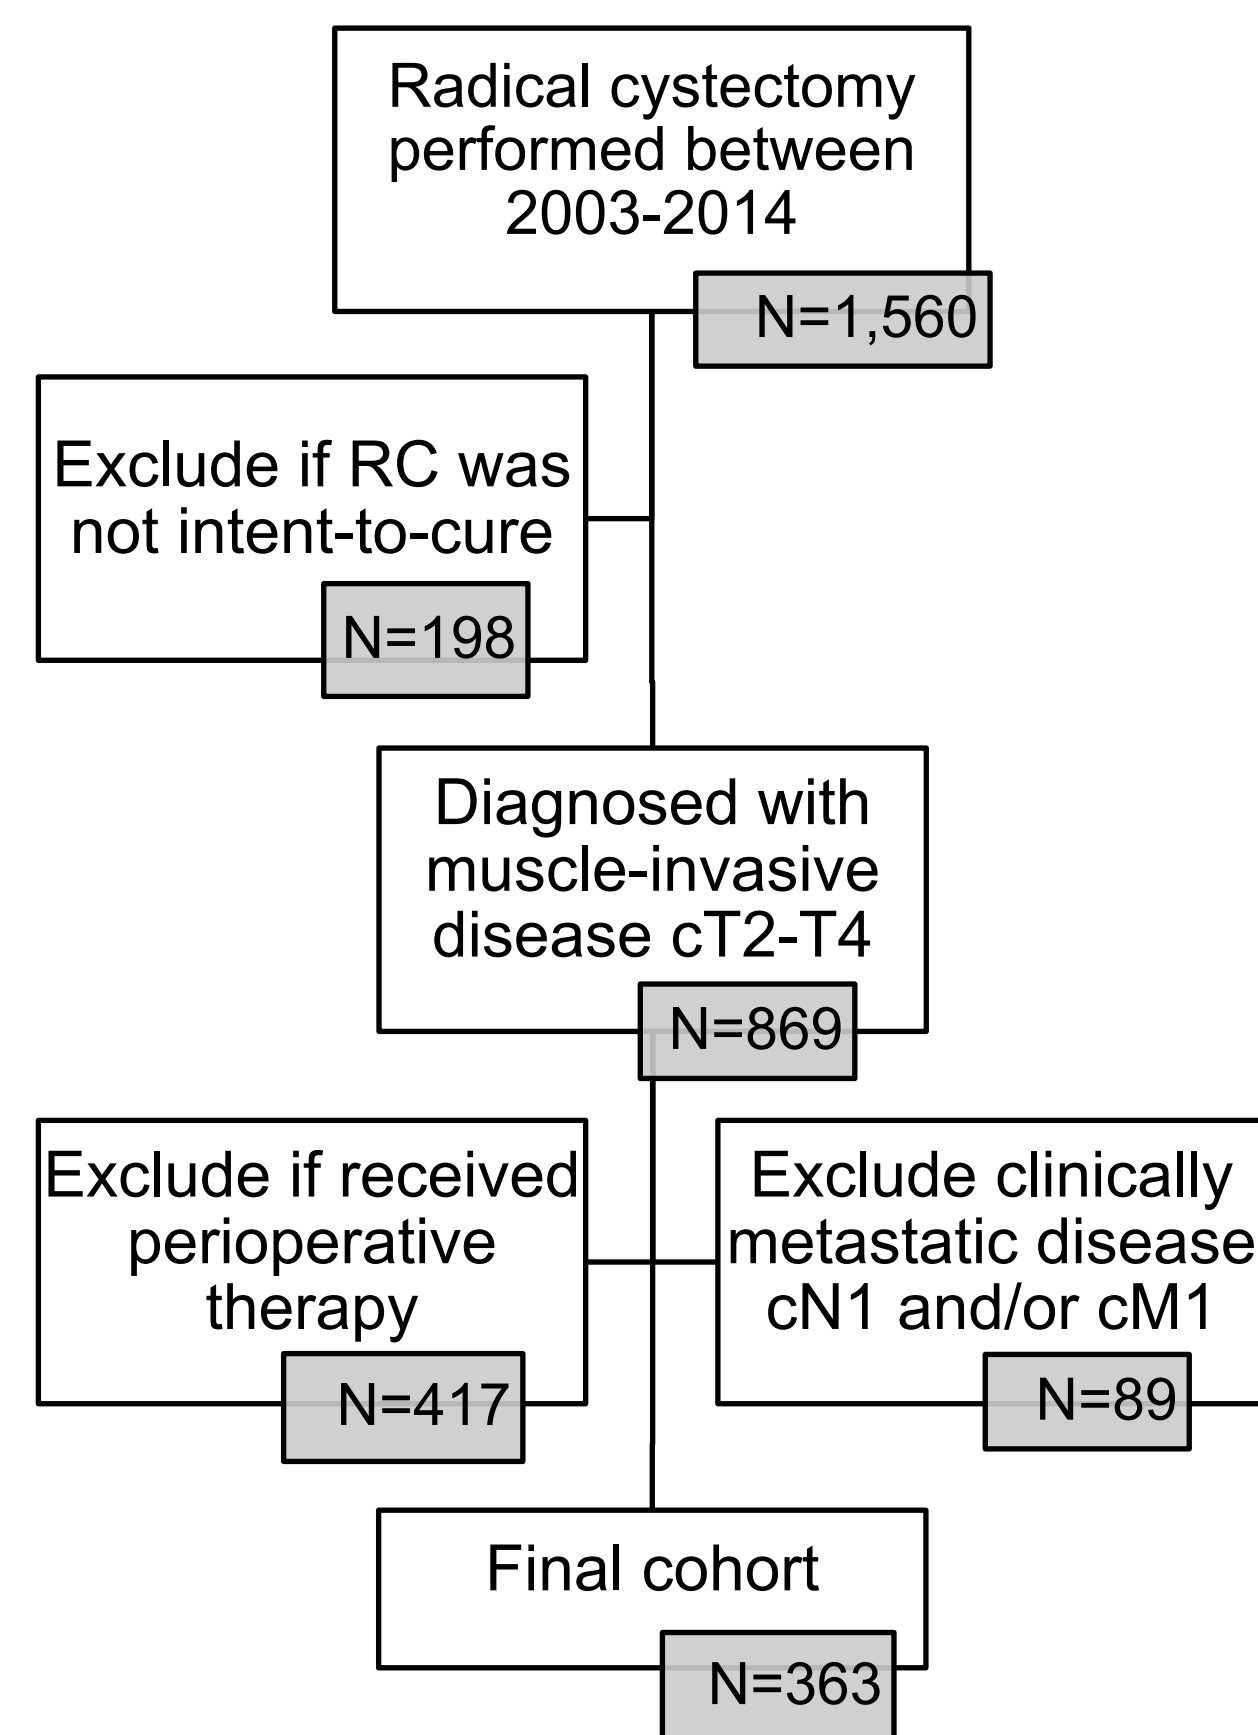 Radical cystectomy
performed between
2003-2014
N=1,560
Exclude if RC was
not intent-to-cure
N=198
Diagnosed with
muscle-invasive
disease cT2-T4
N=869
Exclude if received
perioperative
therapy
N=417
Exclude clinically
metastatic disease
cN1 and/or cM1
N=89
Final cohort
N=363